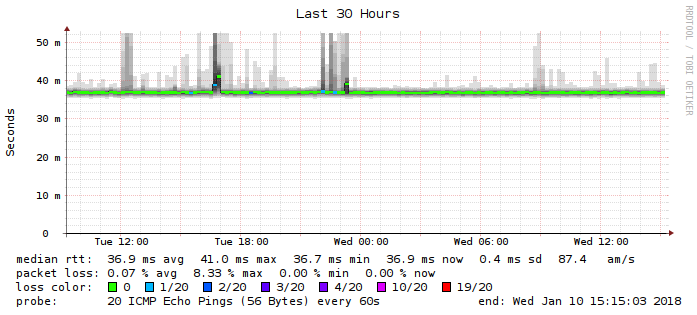 Last 30 Hours
RRDTOOL / TOBI OETIKER
Seconds
50 m
40 m
30 m
20 m
10 m
0
Tue 12:00 Tue 18:00 Wed 00:00 Wed 06:00 Wed 12:00
median rtt: 36.9 ms avg 41.0 ms max 36.7 ms min 36.9 ms now 0.4 ms sd 87.4 am/s
packet loss: 0.07 % avg 8.33 % max 0.00 % min 0.00 % now
loss color: 0 1/20 2/20 3/20 4/20 10/20 19/20
probe: 20 ICMP Echo Pings (56 Bytes) every 60s end: Wed Jan 10 15:15:03 2018